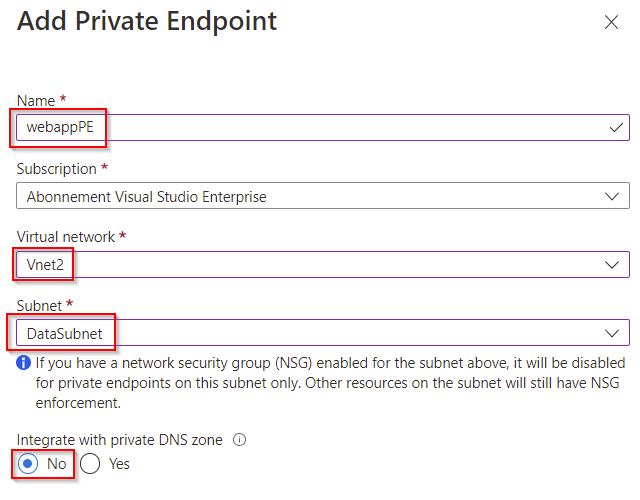 Add Private Endpoint
Name *
webappPE
Subscription *
Abonnement Visual Studio Enterprise
Virtual network *
Vnet2
Subnet *
DataSubnet
If you have a network security group (NSG) enabled for the subnet above, it will be disabled
for private endpoints on this subnet only. Other resources on the subnet will still have NSG
enforcement.
Integrate with private DNS zone
No Yes